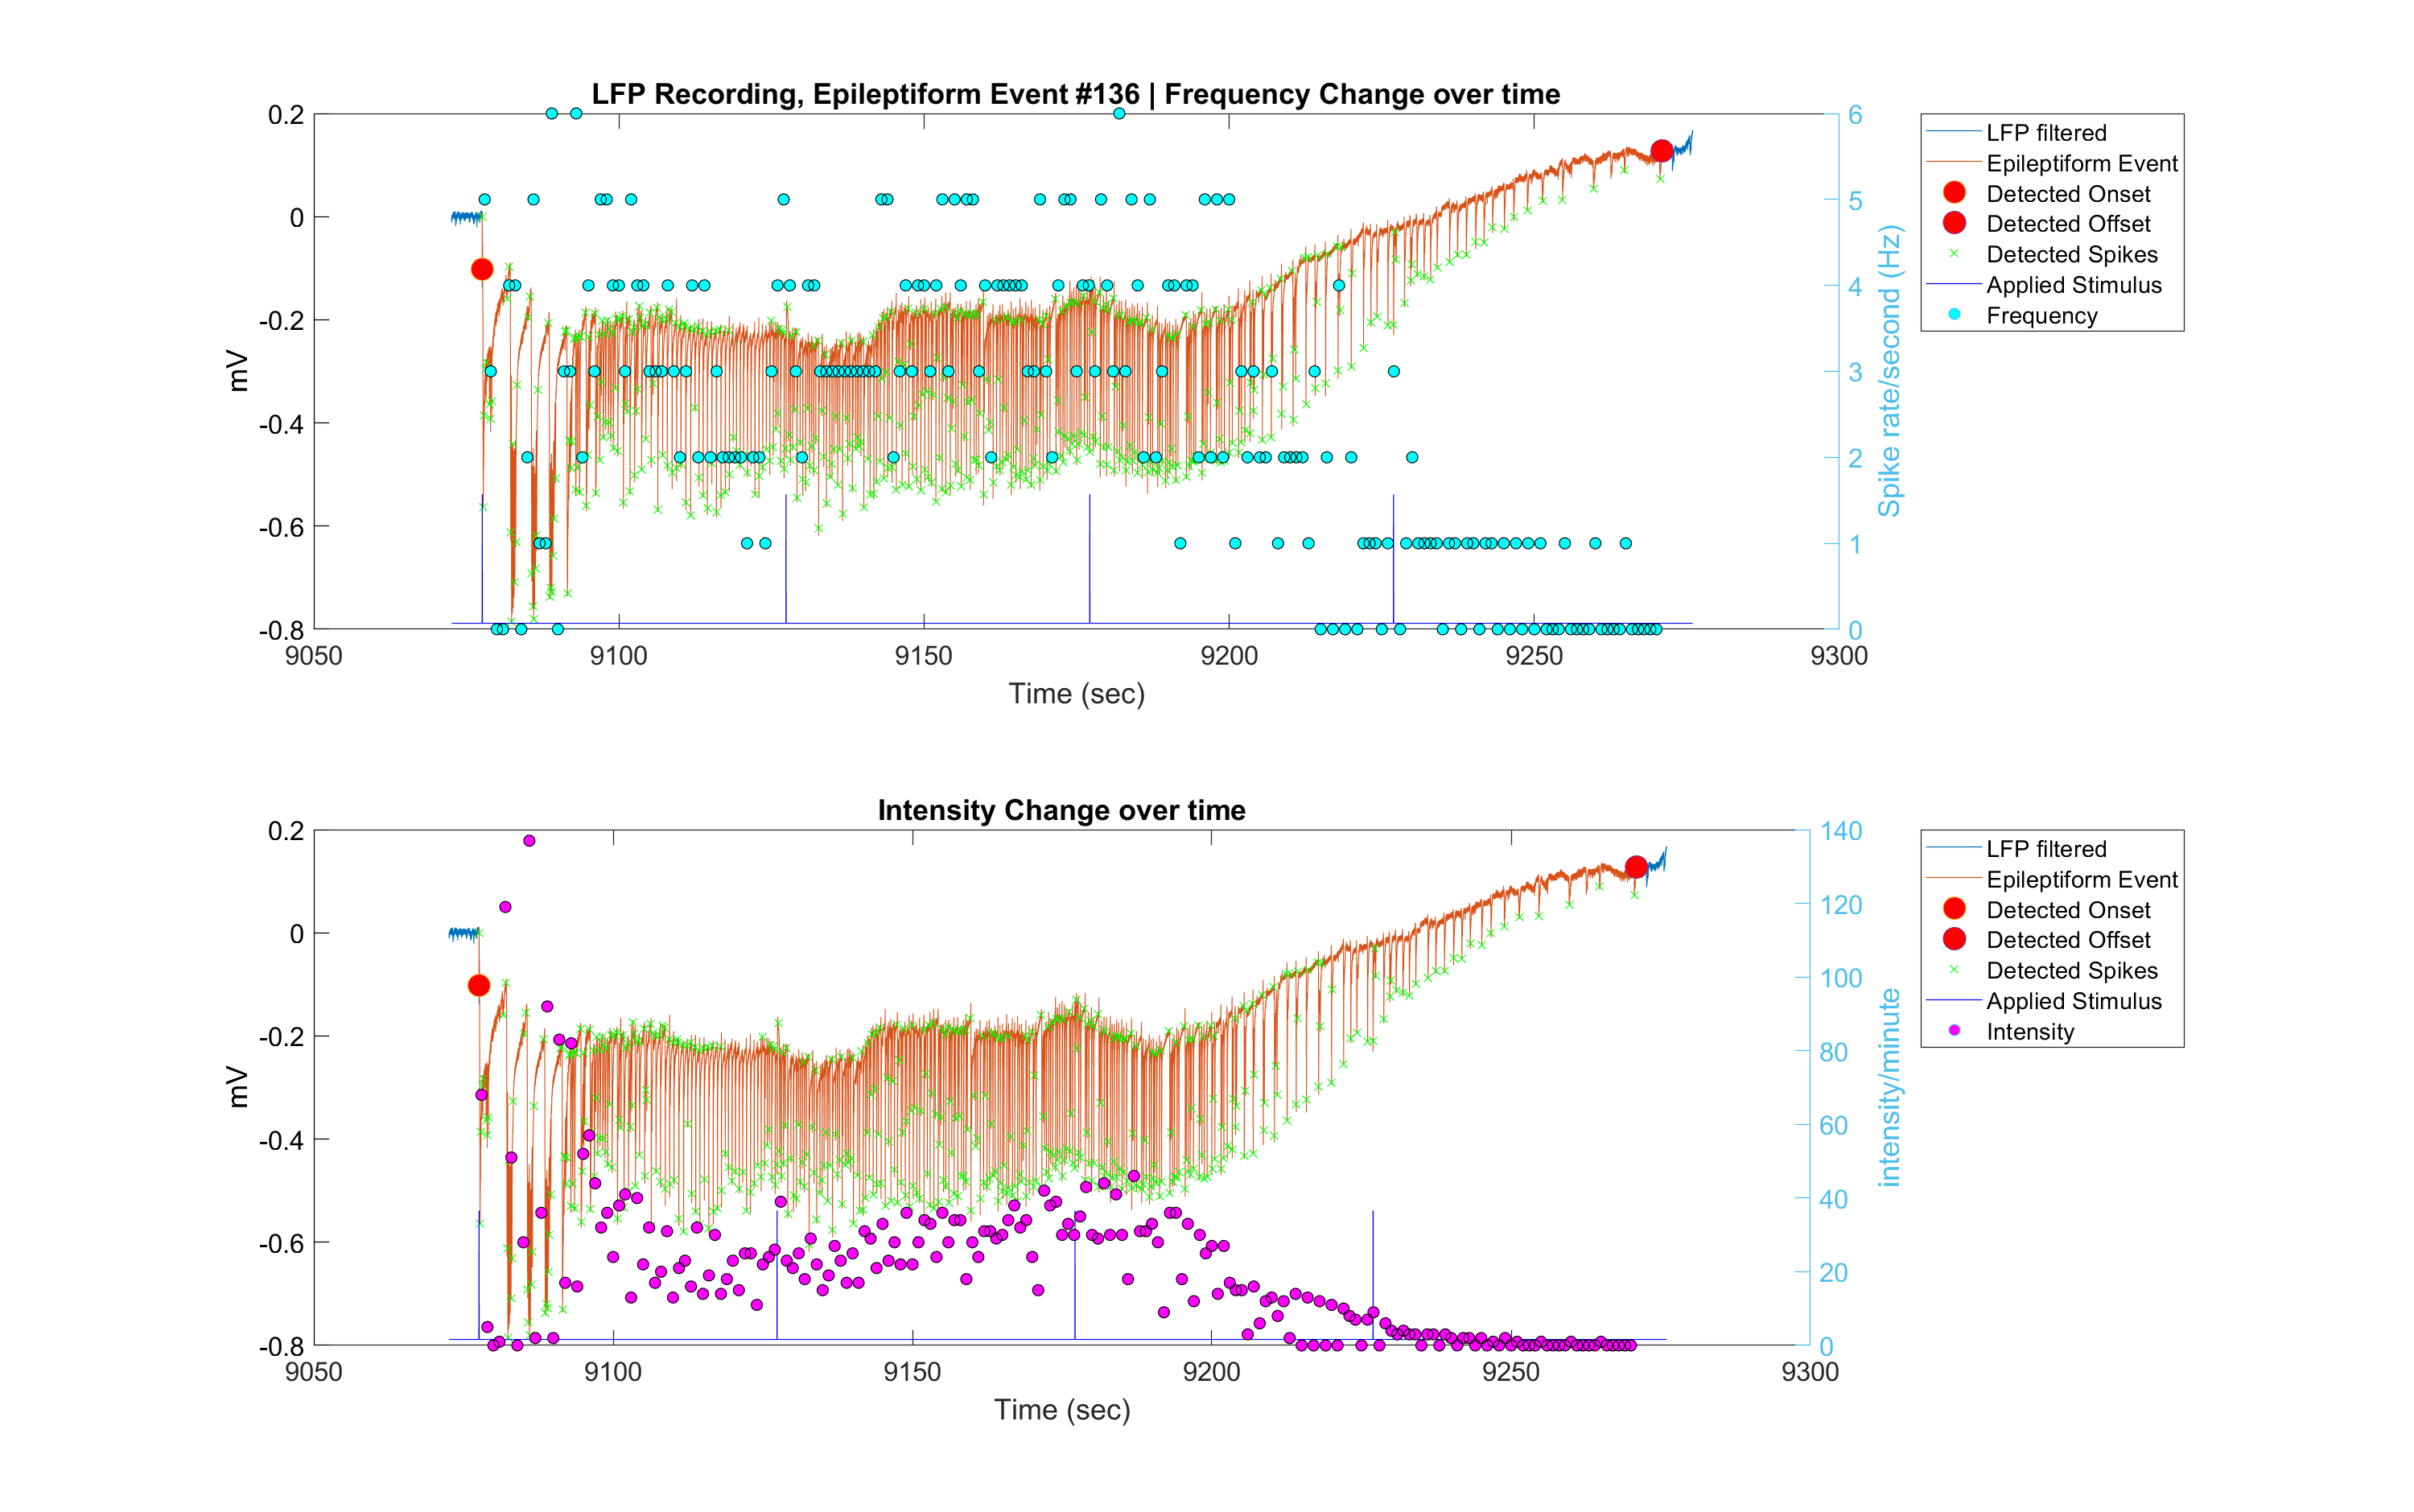 LFP Recording, Epileptiform Event #136 | Frequency Change over time
0.2
0
-0.2
-0.4
-0.6
-0.8
mV
6
5
4
3
2
1
0
Spike rate/second (Hz)
9050
9100
9150
9200
9250
9300
Time (sec)
LFP filtered
Epileptiform Event
Detected Onset
Detected Offset
Detected Spikes
Applied Stimulus
Frequency
Intensity Change over time
0.2
0
-0.2
-0.4
-0.6
-0.8
mV
140
120
100
80
60
40
20
0
intensity/minute
9050
9100
9150
9200
9250
9300
Time (sec)
LFP filtered
Epileptiform Event
Detected Onset
Detected Offset
Detected Spikes
Applied Stimulus
Intensity